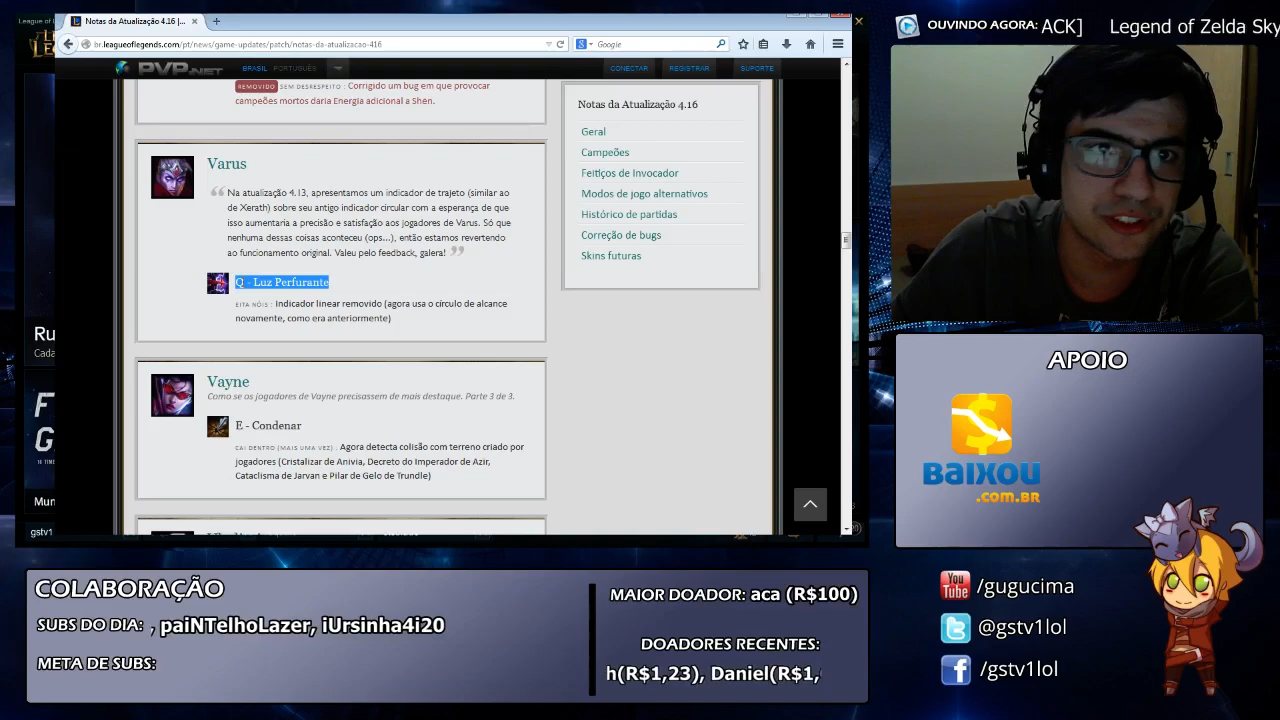 League of L
Notas da Atualização 4.16 |...
br.leagueoflegends.com/pt/news/game-updates/patch/notas-da-atualizacao-416
Google
PVP.NET
BRASIL PORTUGUÊS
CONECTAR
REGISTRAR
SUPORTE
REMOVIDO SEM DESRESPEITO : Corrigido um bug em que provocar
campeões mortos daria Energia adicional a Shen.
Varus
Na atualização 4.13, apresentamos um indicador de trajeto (similar ao
de Xerath) sobre seu antigo indicador circular com a esperança de que
isso aumentaria a precisão e satisfação aos jogadores de Varus. Só que
nenhuma dessas coisas aconteceu (ops...), então estamos revertendo
ao funcionamento original. Valeu pelo feedback, galera!
Q - Luz Perfurante
EITA NÓIS : Indicador linear removido (agora usa o círculo de alcance
novamente, como era anteriormente)
Vayne
Como se os jogadores de Vayne precisassem de mais destaque. Parte 3 de 3.
E - Condenar
CAI DENTRO (MAIS UMA VEZ) : Agora detecta colisão com terreno criado por
jogadores (Cristalizar de Anivia, Decreto do Imperador de Azir,
Cataclisma de Jarvan e Pilar de Gelo de Trundle)
Notas da Atualização 4.16
Geral
Campeões
Feitiços de Invocador
Modos de jogo alternativos
Histórico de partidas
Correção de bugs
Skins futuras
Ru
Cada
F
G
Mun
gstv1
OUVINDO AGORA: ACK] Legend of Zelda Sky
APOIO
BAIXOU
.COM.BR
/gugucima
@gstv1lol
/gstv1lol
COLABORAÇÃO
SUBS DO DIA: , paiNTelhoLazer, iUrsinha4i20
META DE SUBS:
MAIOR DOADOR: aca (R$100)
DOADORES RECENTES:
h(R$1,23), Daniel(R$1,